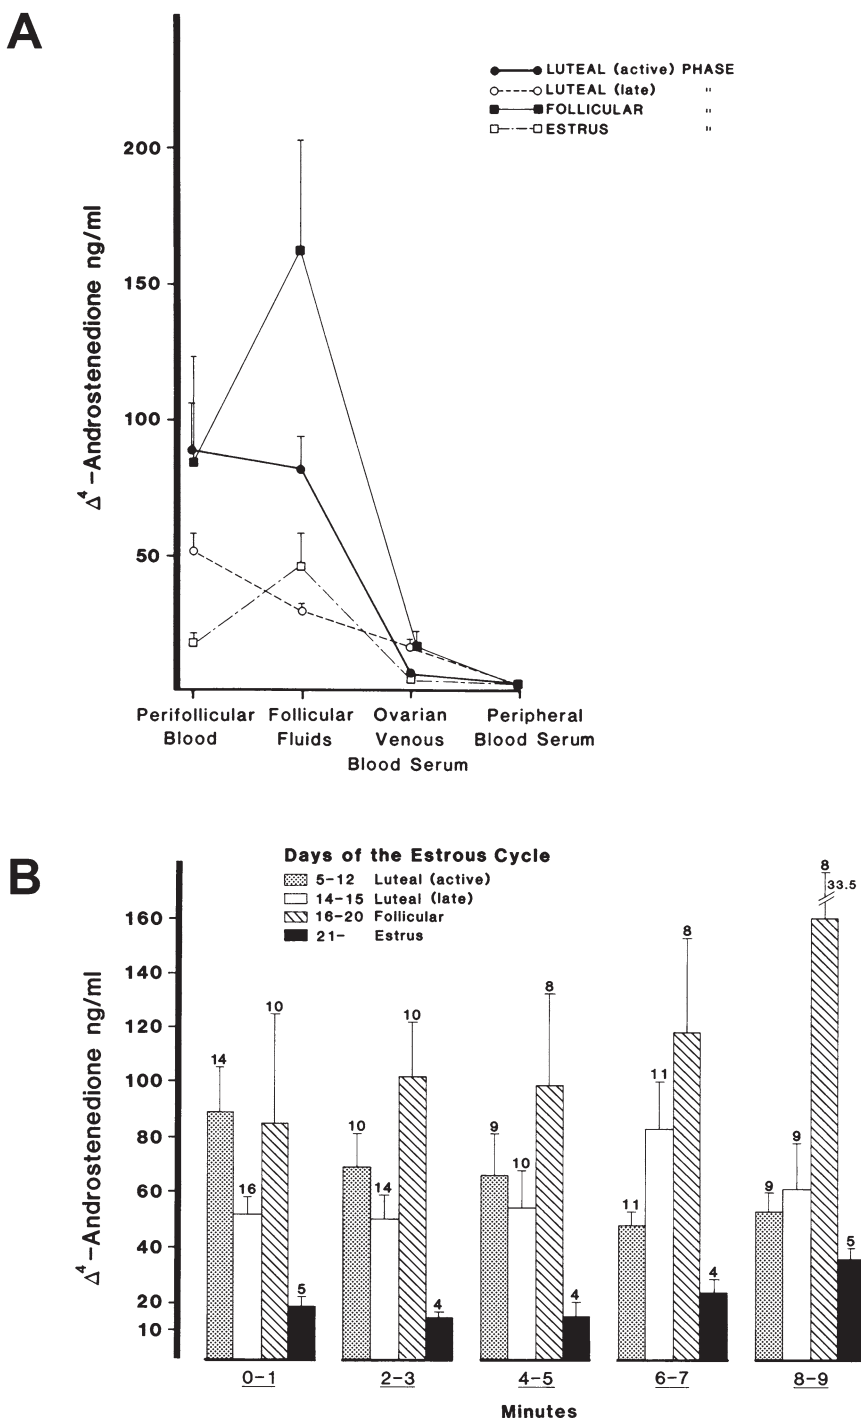 A
LUTEAL (active) PHASE
LUTEAL (late) "
FOLLICULAR "
ESTRUS "
Δ⁴-Androstenedione ng/ml
200
150
100
50
Perifollicular Blood
Follicular Fluids
Ovarian Venous Blood Serum
Peripheral Blood Serum
B
Days of the Estrous Cycle
5-12 Luteal (active)
14-15 Luteal (late)
16-20 Follicular
21- Estrus
Δ⁴-Androstenedione ng/ml
160
140
120
100
80
60
40
20
10
14
16
10
5
10
14
10
4
9
10
8
4
11
11
8
4
9
9
8
33.5
5
0-1
2-3
4-5
6-7
8-9
Minutes